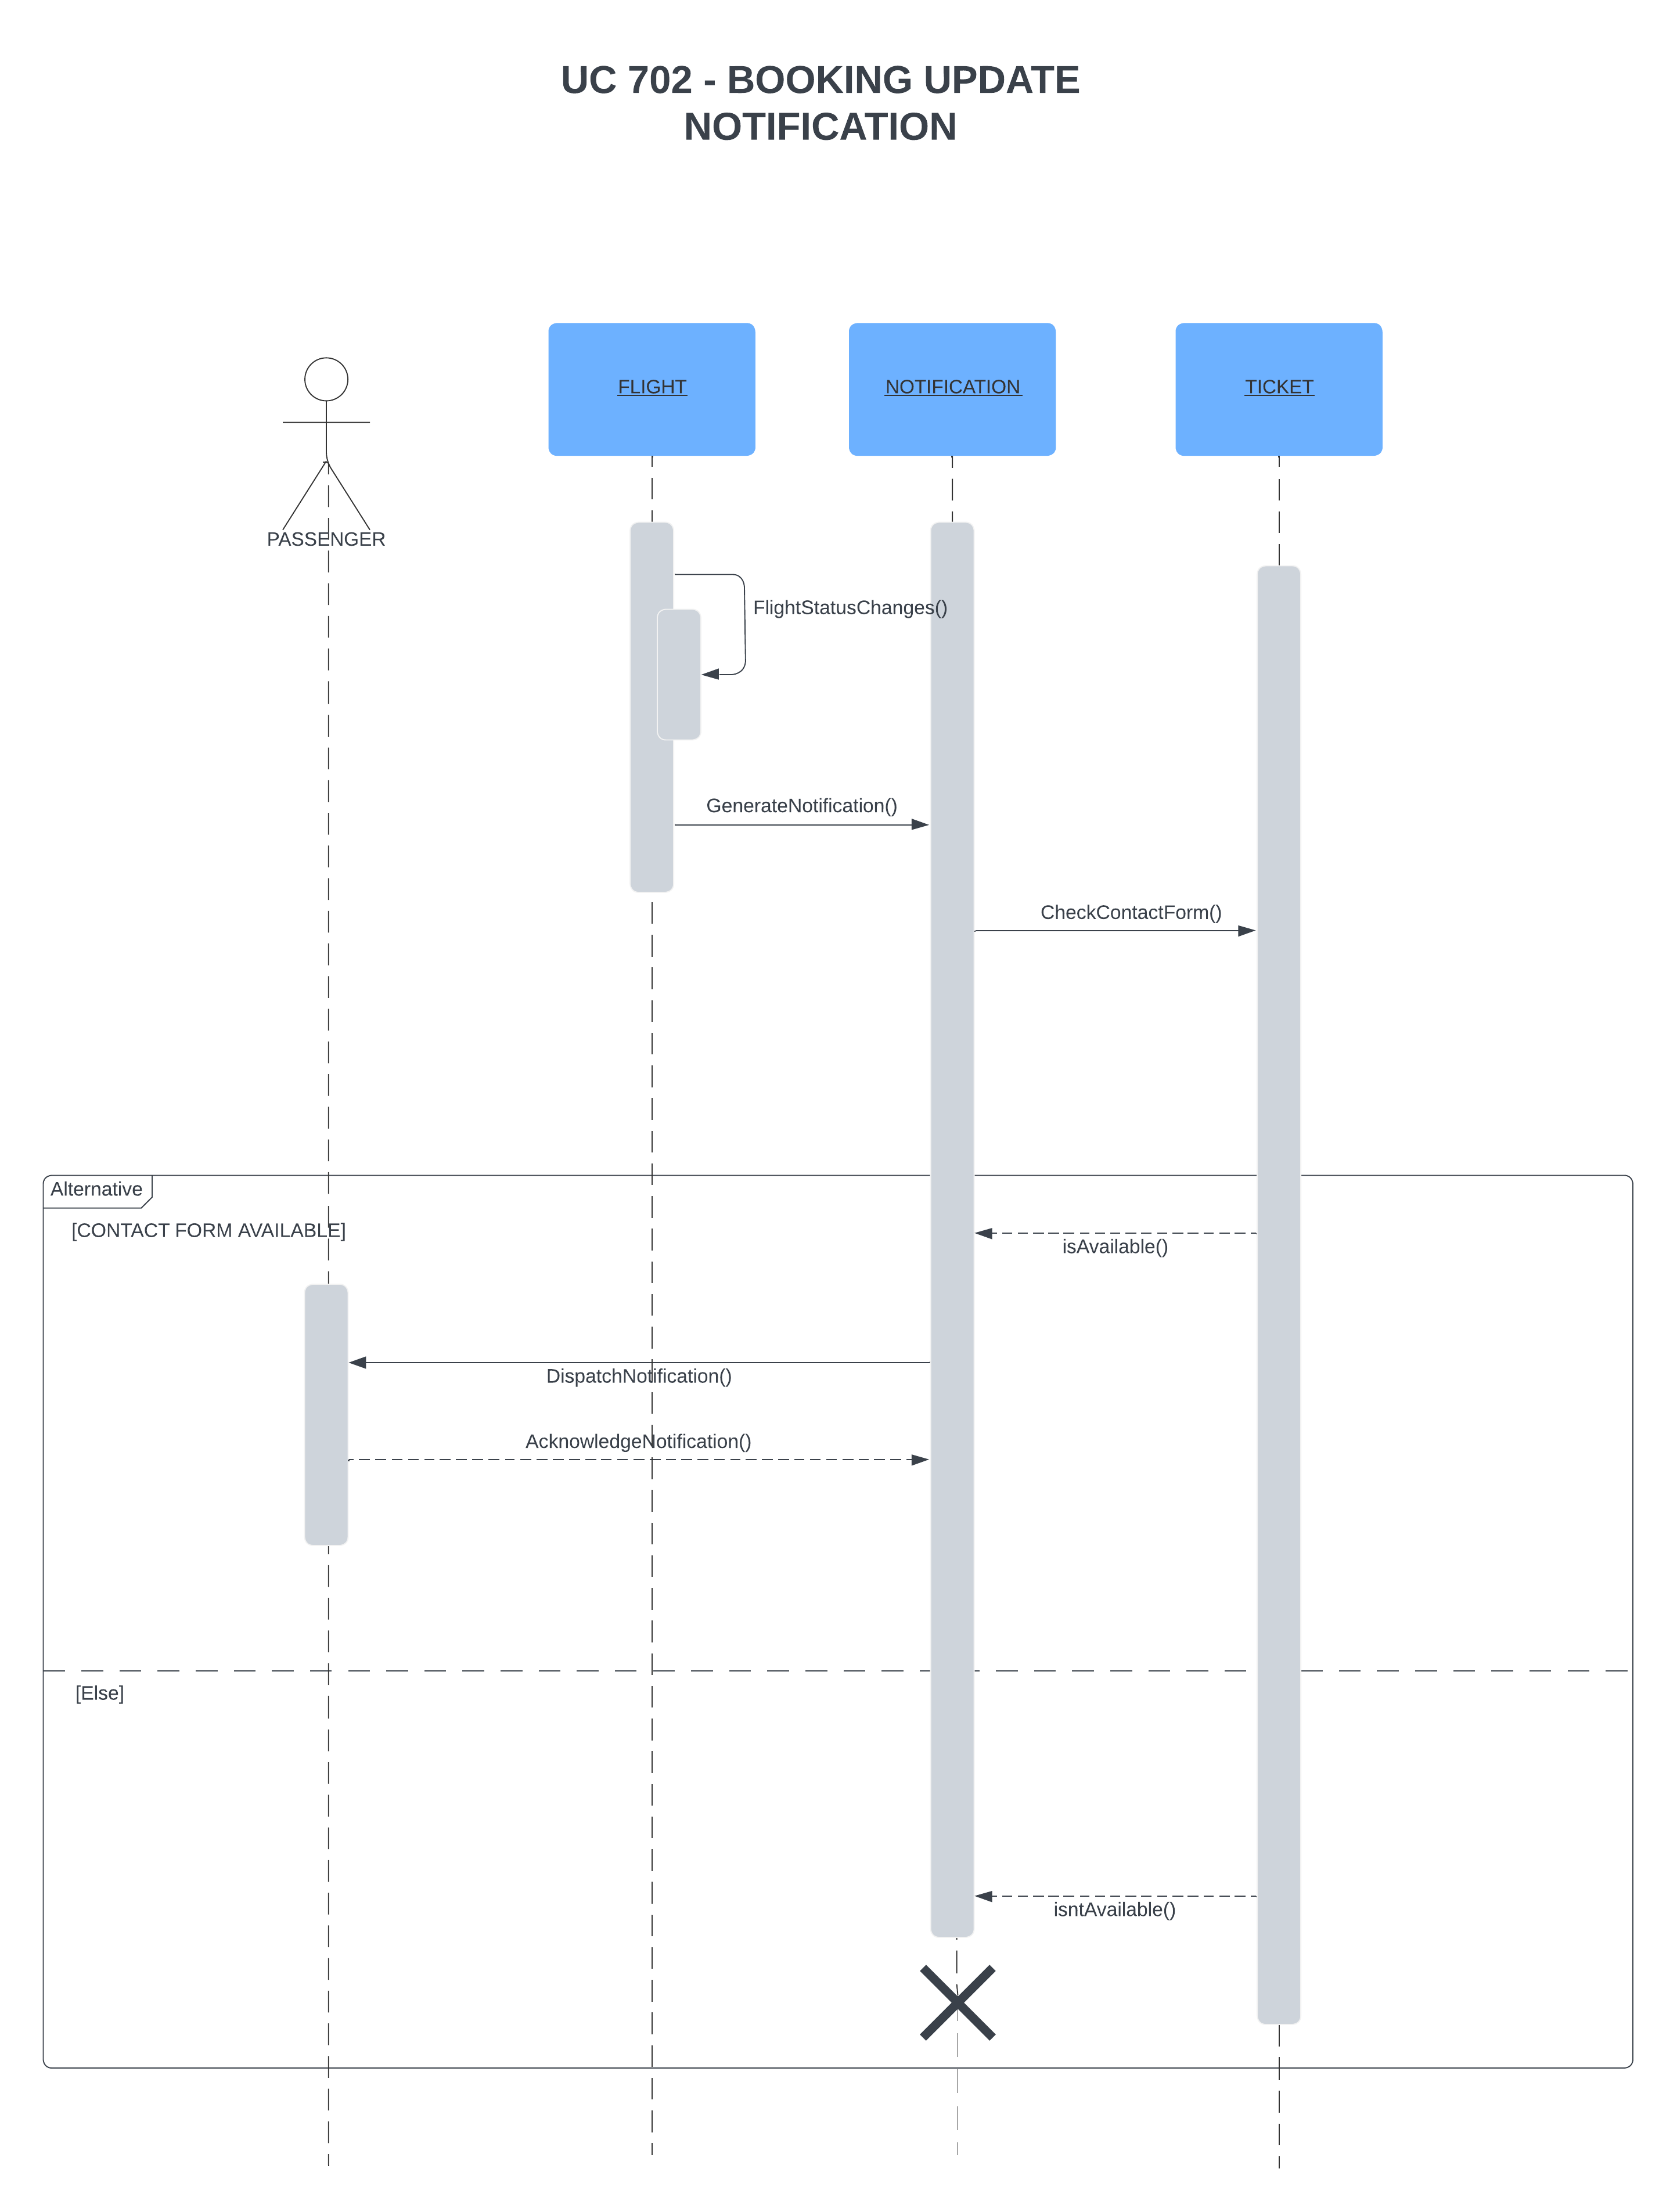 UC 702 - BOOKING UPDATE
NOTIFICATION
FLIGHT
NOTIFICATION
TICKET
PASSENGER
FlightStatusChanges()
GenerateNotification()
CheckContactForm()
Alternative
[CONTACT FORM AVAILABLE]
isAvailable()
DispatchNotification()
AcknowledgeNotification()
[Else]
isntAvailable()